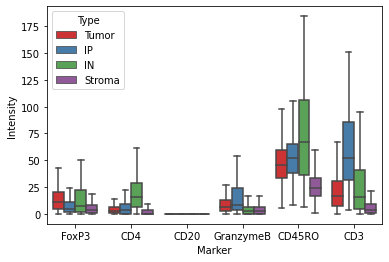 Type
Tumor
IP
IN
Stroma
175
150
125
100
75
50
25
0
Intensity
FoxP3 CD4 CD20 GranzymeB CD45RO CD3
Marker